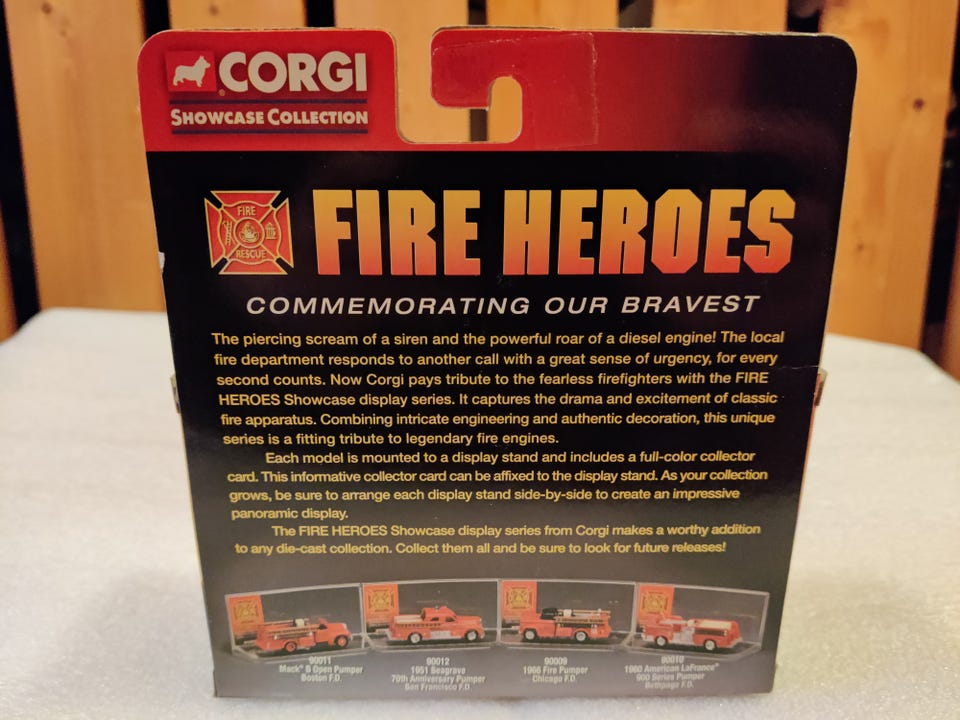 CORGI
SHOWCASE COLLECTION
FIRE
RESCUE
FIRE HEROES
COMMEMORATING OUR BRAVEST
The piercing scream of a siren and the powerful roar of a diesel engine! The local
fire department responds to another call with a great sense of urgency, for every
second counts. Now Corgi pays tribute to the fearless firefighters with the FIRE
HEROES Showcase display series. It captures the drama and excitement of classic
fire apparatus. Combining intricate engineering and authentic decoration, this unique
series is a fitting tribute to legendary fire engines.
Each model is mounted to a display stand and includes a full-color collector
card. This informative collector card can be affixed to the display stand. As your collection
grows, be sure to arrange each display stand side-by-side to create an impressive
panoramic display.
The FIRE HEROES Showcase display series from Corgi makes a worthy addition
to any die-cast collection. Collect them all and be sure to look for future releases!
90011
Mack® B Open Pumper
Boston F.D.
90012
1951 Seagrave
70th Anniversary Pumper
San Francisco F.D.
90009
1966 Fire Pumper
Chicago F.D.
90010
1960 American LaFrance®
900 Series Pumper
Bethpage F.D.